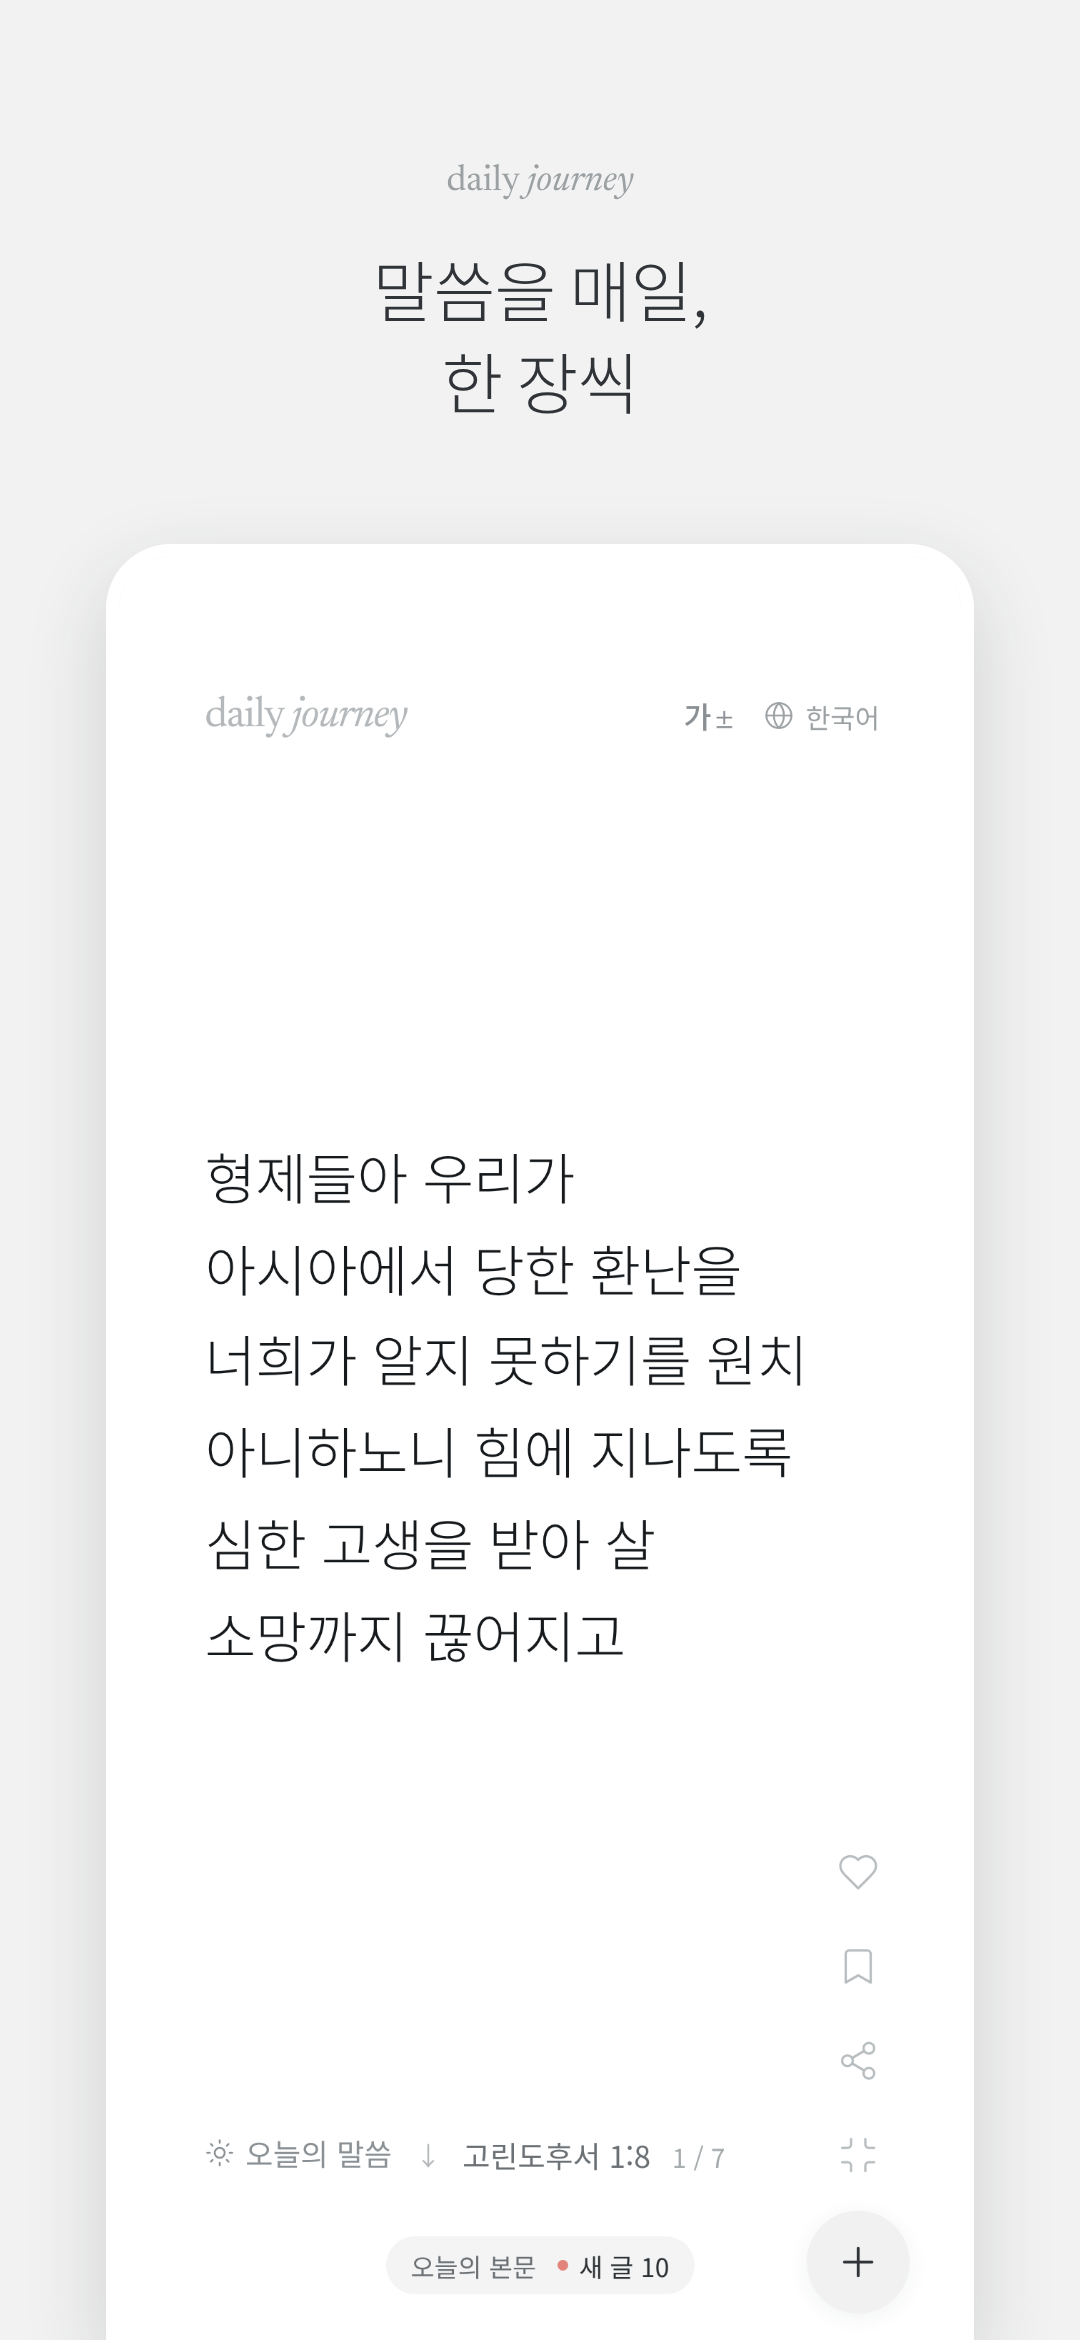 daily journey
말씀을 매일,
한 장씩
daily journey
가± 한국어
형제들아 우리가
아시아에서 당한 환난을
너희가 알지 못하기를 원치
아니하노니 힘에 지나도록
심한 고생을 받아 살
소망까지 끊어지고
오늘의 말씀 ↓ 고린도후서 1:8 1 / 7
오늘의 본문 새 글 10